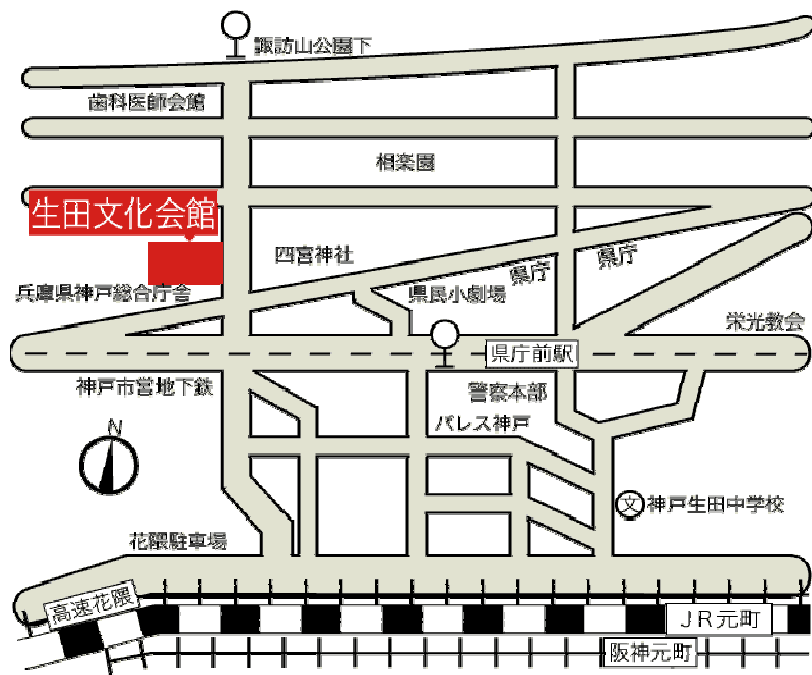 諏訪山公園下
歯科医師会館
相楽園
生田文化会館
四宮神社
県庁
県庁
兵庫県神戸総合庁舎
県民小劇場
栄光教会
県庁前駅
神戸市営地下鉄
警察本部
パレス神戸
N
文
神戸生田中学校
花隈駐車場
高速花隈
JR元町
阪神元町